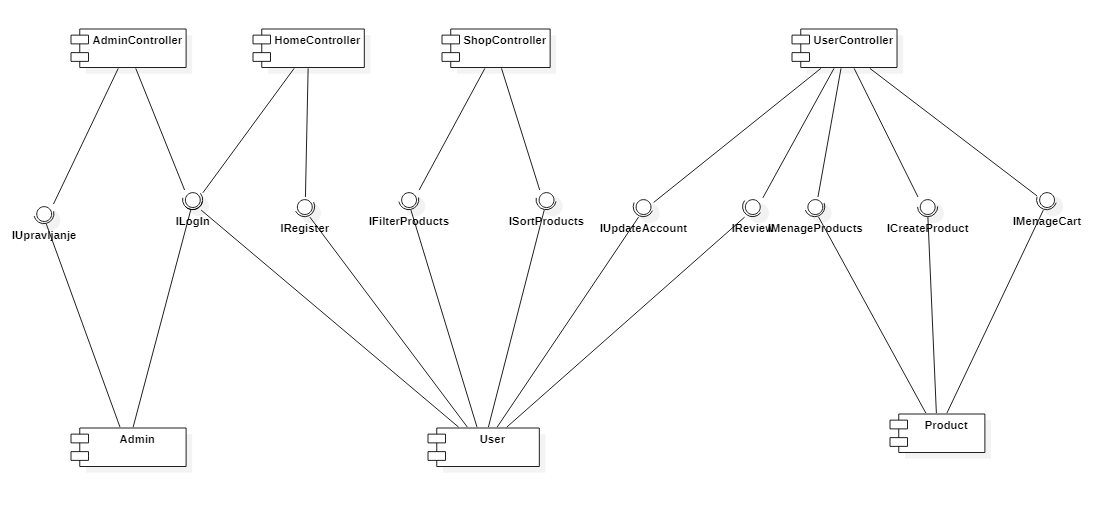 AdminController
HomeController
ShopController
UserController
IUpravljanje
ILogIn
IRegister
IFilterProducts
ISortProducts
IUpdateAccount
IReview
IMenageProducts
ICreateProduct
IMenageCart
Admin
User
Product